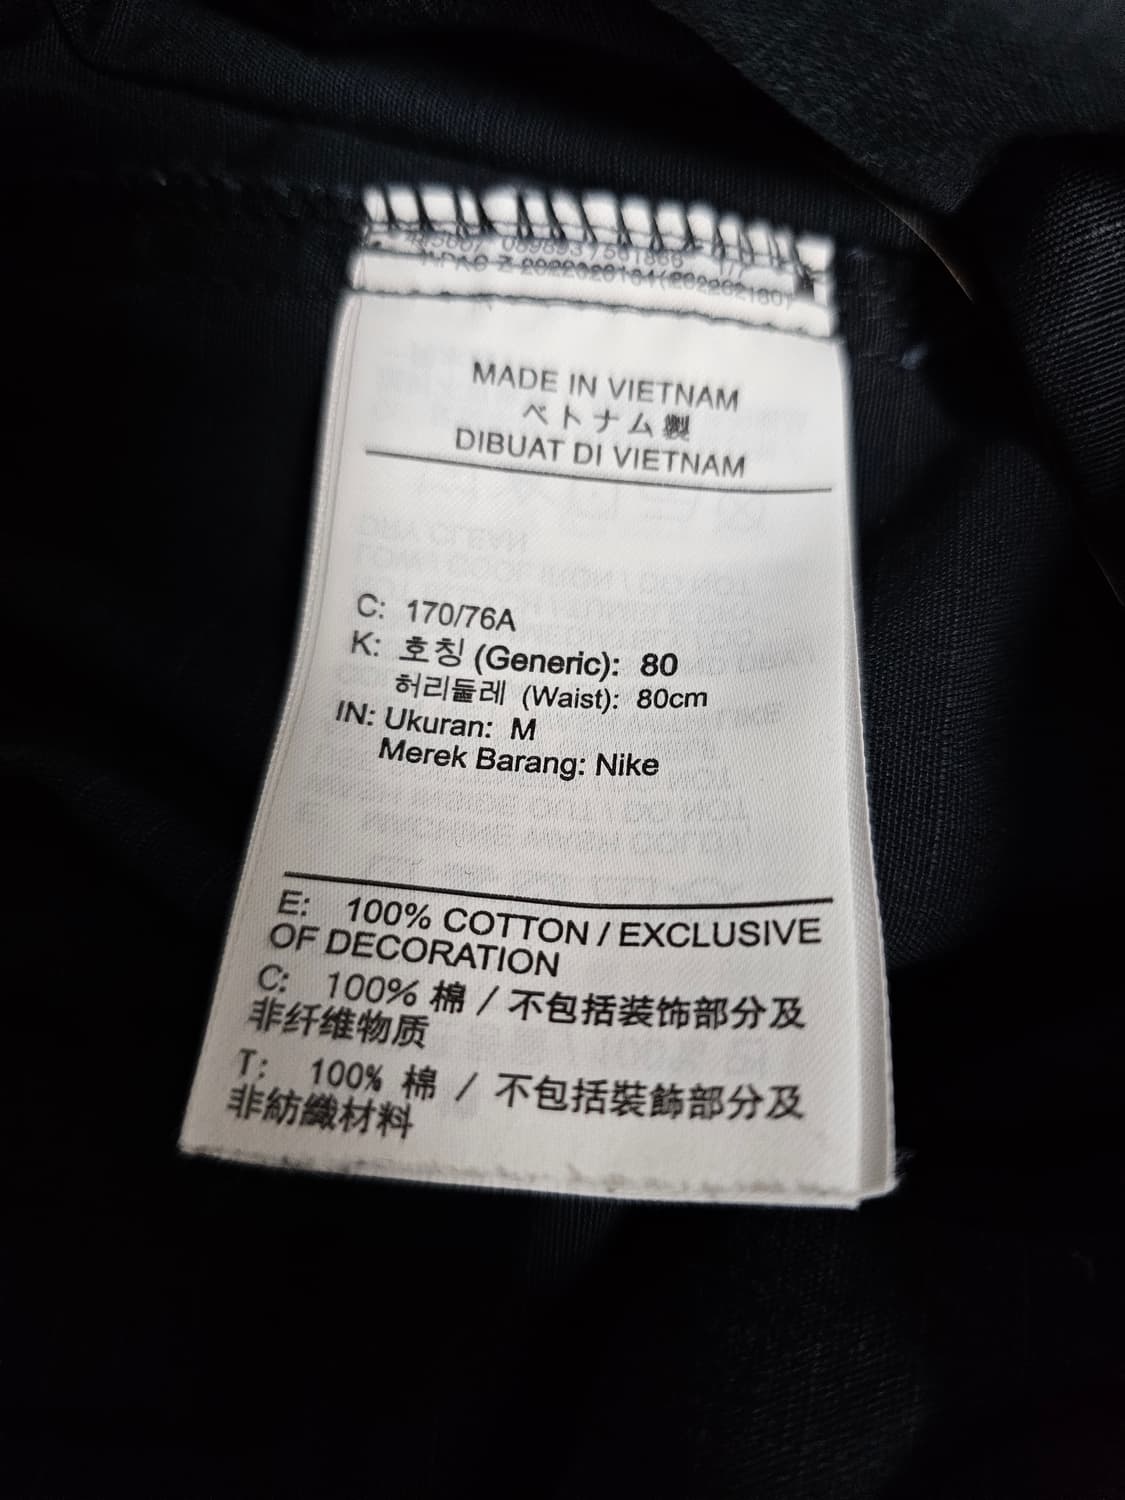 MADE IN VIETNAM
ベトナム製
DIBUAT DI VIETNAM
C: 170/76A
K: 호칭 (Generic): 80
허리둘레 (Waist): 80cm
IN: Ukuran: M
Merek Barang: Nike
E: 100% COTTON / EXCLUSIVE
OF DECORATION
C: 100% 棉 / 不包括装饰部分及
非纤维物质
T: 100% 棉 / 不包括裝飾部分及
非紡織材料